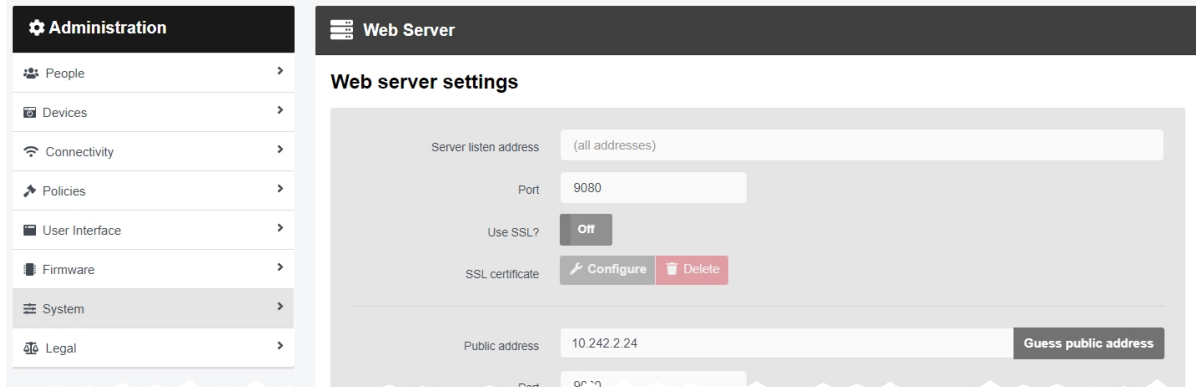 Administration
People
Devices
Connectivity
Policies
User Interface
Firmware
System
Legal
Web Server
Web server settings
Server listen address (all addresses)
Port 9080
Use SSL? Off
SSL certificate Configure Delete
Public address 10.242.2.24 Guess public address
Port